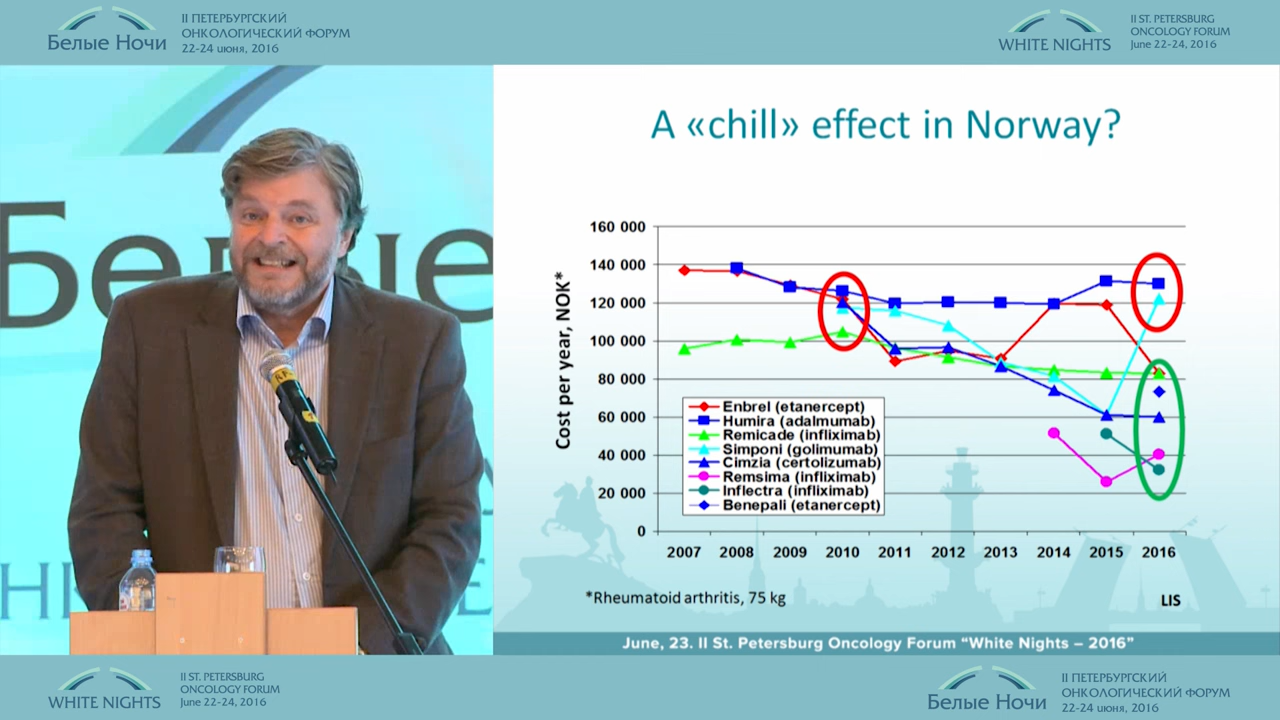 II ПЕТЕРБУРГСКИЙ
ОНКОЛОГИЧЕСКИЙ ФОРУМ
Белые Ночи
22-24 июня, 2016
II ST. PETERSBURG
ONCOLOGY FORUM
WHITE NIGHTS
June 22-24, 2016
Белые
A «chill» effect in Norway?
Cost per year, NOK*
160 000
140 000
120 000
100 000
80 000
60 000
40 000
20 000
0
Enbrel (etanercept)
Humira (adalmumab)
Remicade (infliximab)
Simponi (golimumab)
Cimzia (certolizumab)
Remsima (infliximab)
Inflectra (infliximab)
Benepali (etanercept)
2007 2008 2009 2010 2011 2012 2013 2014 2015 2016
*Rheumatoid arthritis, 75 kg
LIS
June, 23. II St. Petersburg Oncology Forum “White Nights – 2016”
II ST. PETERSBURG
ONCOLOGY FORUM
WHITE NIGHTS
June 22-24, 2016
II ПЕТЕРБУРГСКИЙ
ОНКОЛОГИЧЕСКИЙ ФОРУМ
Белые Ночи
22-24 июня, 2016